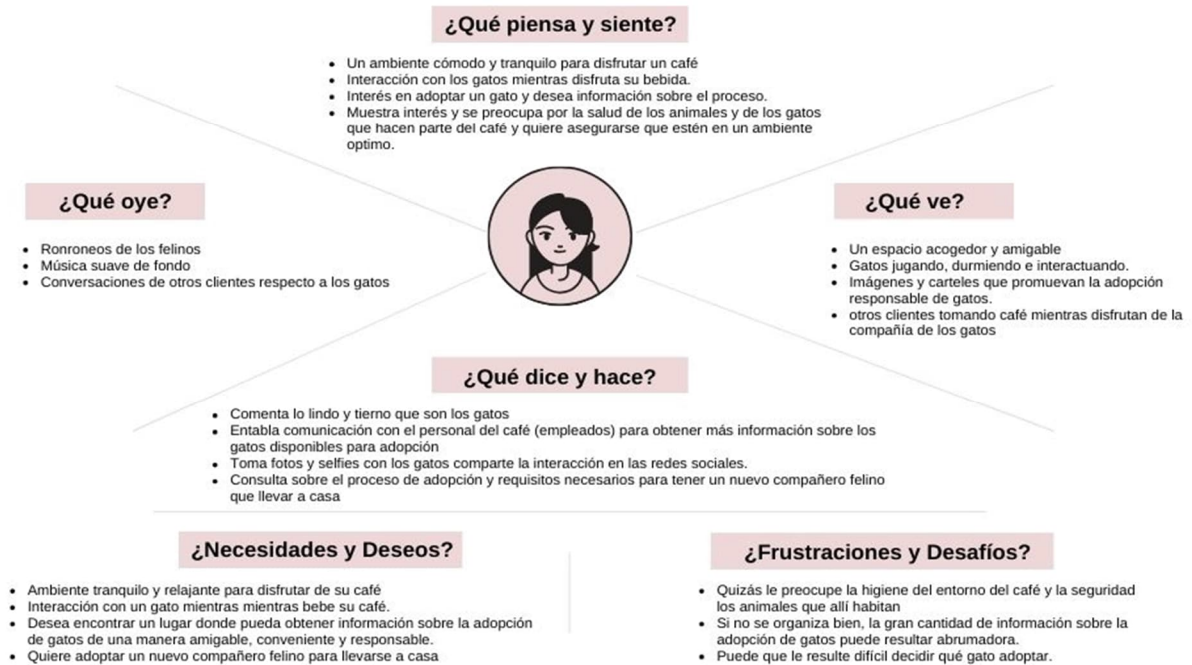 ¿Qué piensa y siente?
• Un ambiente cómodo y tranquilo para disfrutar un café
• Interacción con los gatos mientras disfruta su bebida.
• Interés en adoptar un gato y desea información sobre el proceso.
• Muestra interés y se preocupa por la salud de los animales y de los gatos
que hacen parte del café y quiere asegurarse que estén en un ambiente
optimo.
¿Qué oye?
• Ronroneos de los felinos
• Música suave de fondo
• Conversaciones de otros clientes respecto a los gatos
¿Qué ve?
• Un espacio acogedor y amigable
• Gatos jugando, durmiendo e interactuando.
• Imágenes y carteles que promuevan la adopción
responsable de gatos.
• otros clientes tomando café mientras disfrutan de la
compañía de los gatos
¿Qué dice y hace?
• Comenta lo lindo y tierno que son los gatos
• Entabla comunicación con el personal del café (empleados) para obtener más información sobre los
gatos disponibles para adopción
• Toma fotos y selfies con los gatos comparte la interacción en las redes sociales.
• Consulta sobre el proceso de adopción y requisitos necesarios para tener un nuevo compañero felino
que llevar a casa
¿Necesidades y Deseos?
• Ambiente tranquilo y relajante para disfrutar de su café
• Interacción con un gato mientras mientras bebe su café.
• Desea encontrar un lugar donde pueda obtener información sobre la adopción
de gatos de una manera amigable, conveniente y responsable.
• Quiere adoptar un nuevo compañero felino para llevarse a casa
¿Frustraciones y Desafíos?
• Quizás le preocupe la higiene del entorno del café y la seguridad
los animales que allí habitan
• Si no se organiza bien, la gran cantidad de información sobre la
adopción de gatos puede resultar abrumadora.
• Puede que le resulte difícil decidir qué gato adoptar.